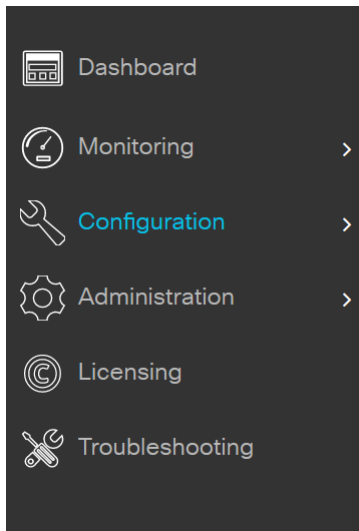 Dashboard
Monitoring
Configuration
Administration
Licensing
Troubleshooting